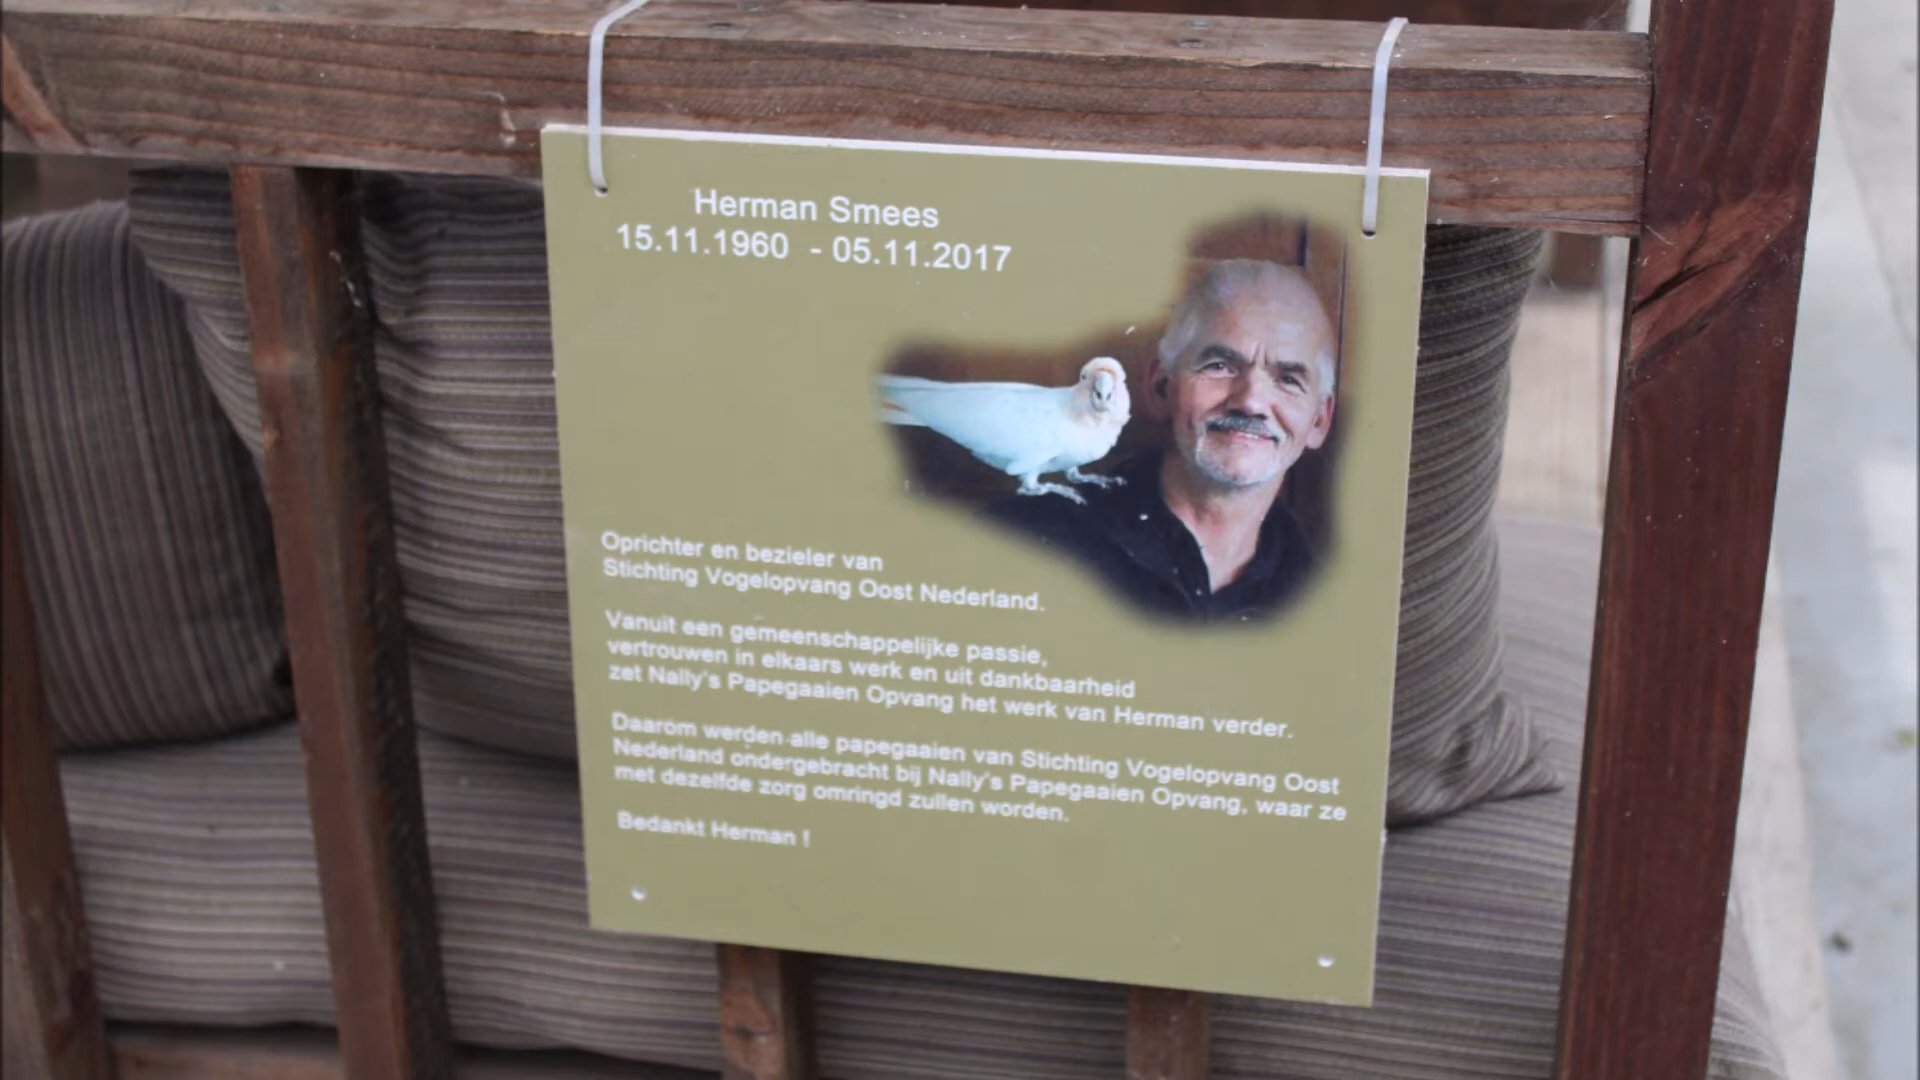 Herman Smees
15.11.1960 - 05.11.2017
Oprichter en bezieler van
Stichting Vogelopvang Oost Nederland.
Vanuit een gemeenschappelijke passie,
vertrouwen in elkaars werk en uit dankbaarheid
zet Nally's Papegaaien Opvang het werk van Herman verder.
Daarom werden alle papegaaien van Stichting Vogelopvang Oost
Nederland ondergebracht bij Nally's Papegaaien Opvang, waar ze
met dezelfde zorg omringd zullen worden.
Bedankt Herman !